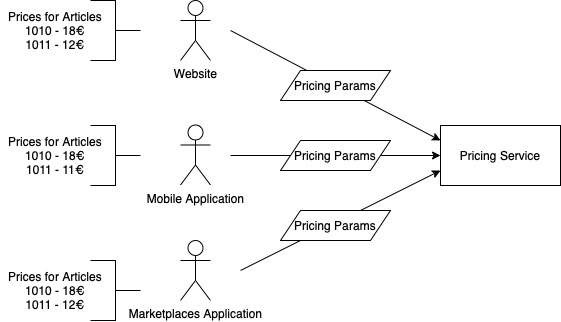 Prices for Articles
1010 - 18€
1011 - 12€
Website
Pricing Params
Prices for Articles
1010 - 18€
1011 - 11€
Mobile Application
Pricing Params
Pricing Service
Pricing Params
Prices for Articles
1010 - 18€
1011 - 12€
Marketplaces Application